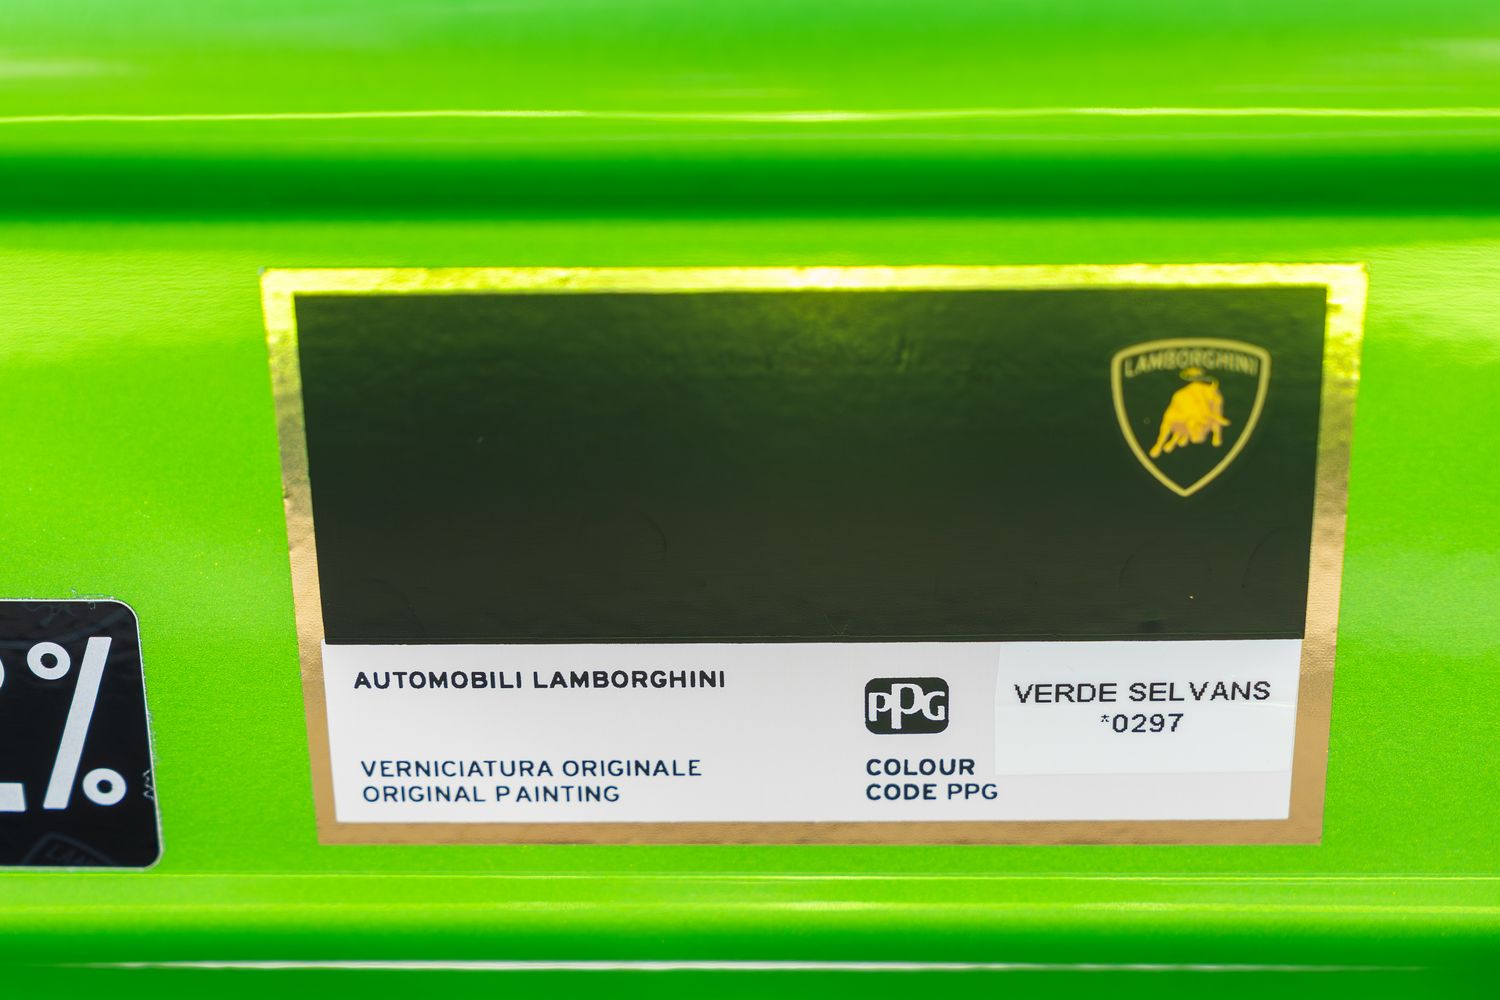 LAMBORGHINI
AUTOMOBILI LAMBORGHINI
VERNICIATURA ORIGINALE
ORIGINAL PAINTING
PPG
COLOUR
CODE PPG
VERDE SELVANS
*0297
%